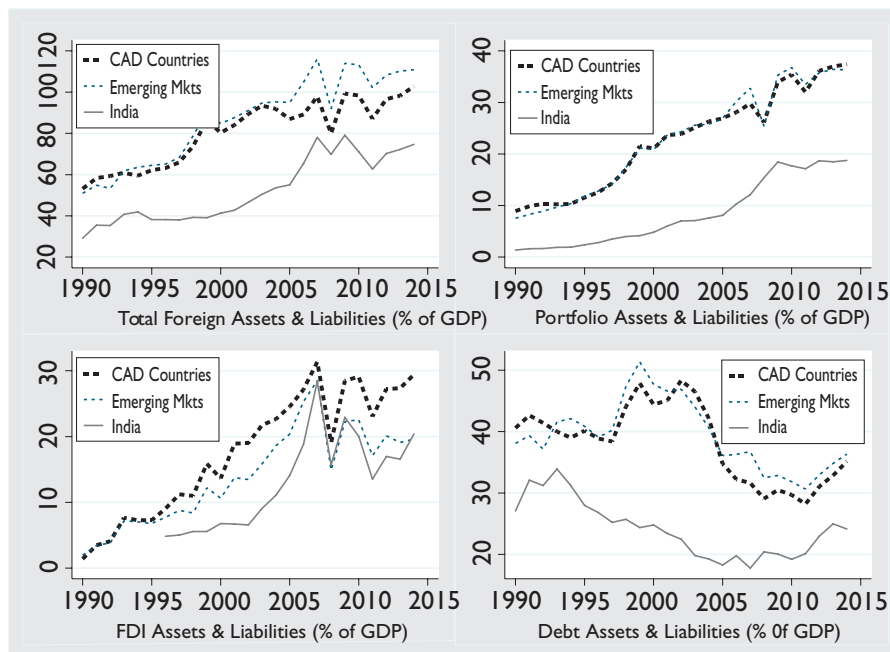 20 40 60 80 100120
CAD Countries
Emerging Mkts
India
1990 1995 2000 2005 2010 2015
Total Foreign Assets & Liabilities (% of GDP)
0 10 20 30 40
CAD Countries
Emerging Mkts
India
1990 1995 2000 2005 2010 2015
Portfolio Assets & Liabilities (% of GDP)
0 10 20 30
CAD Countries
Emerging Mkts
India
1990 1995 2000 2005 2010 2015
FDI Assets & Liabilities (% of GDP)
20 30 40 50
CAD Countries
Emerging Mkts
India
1990 1995 2000 2005 2010 2015
Debt Assets & Liabilities (% 0f GDP)